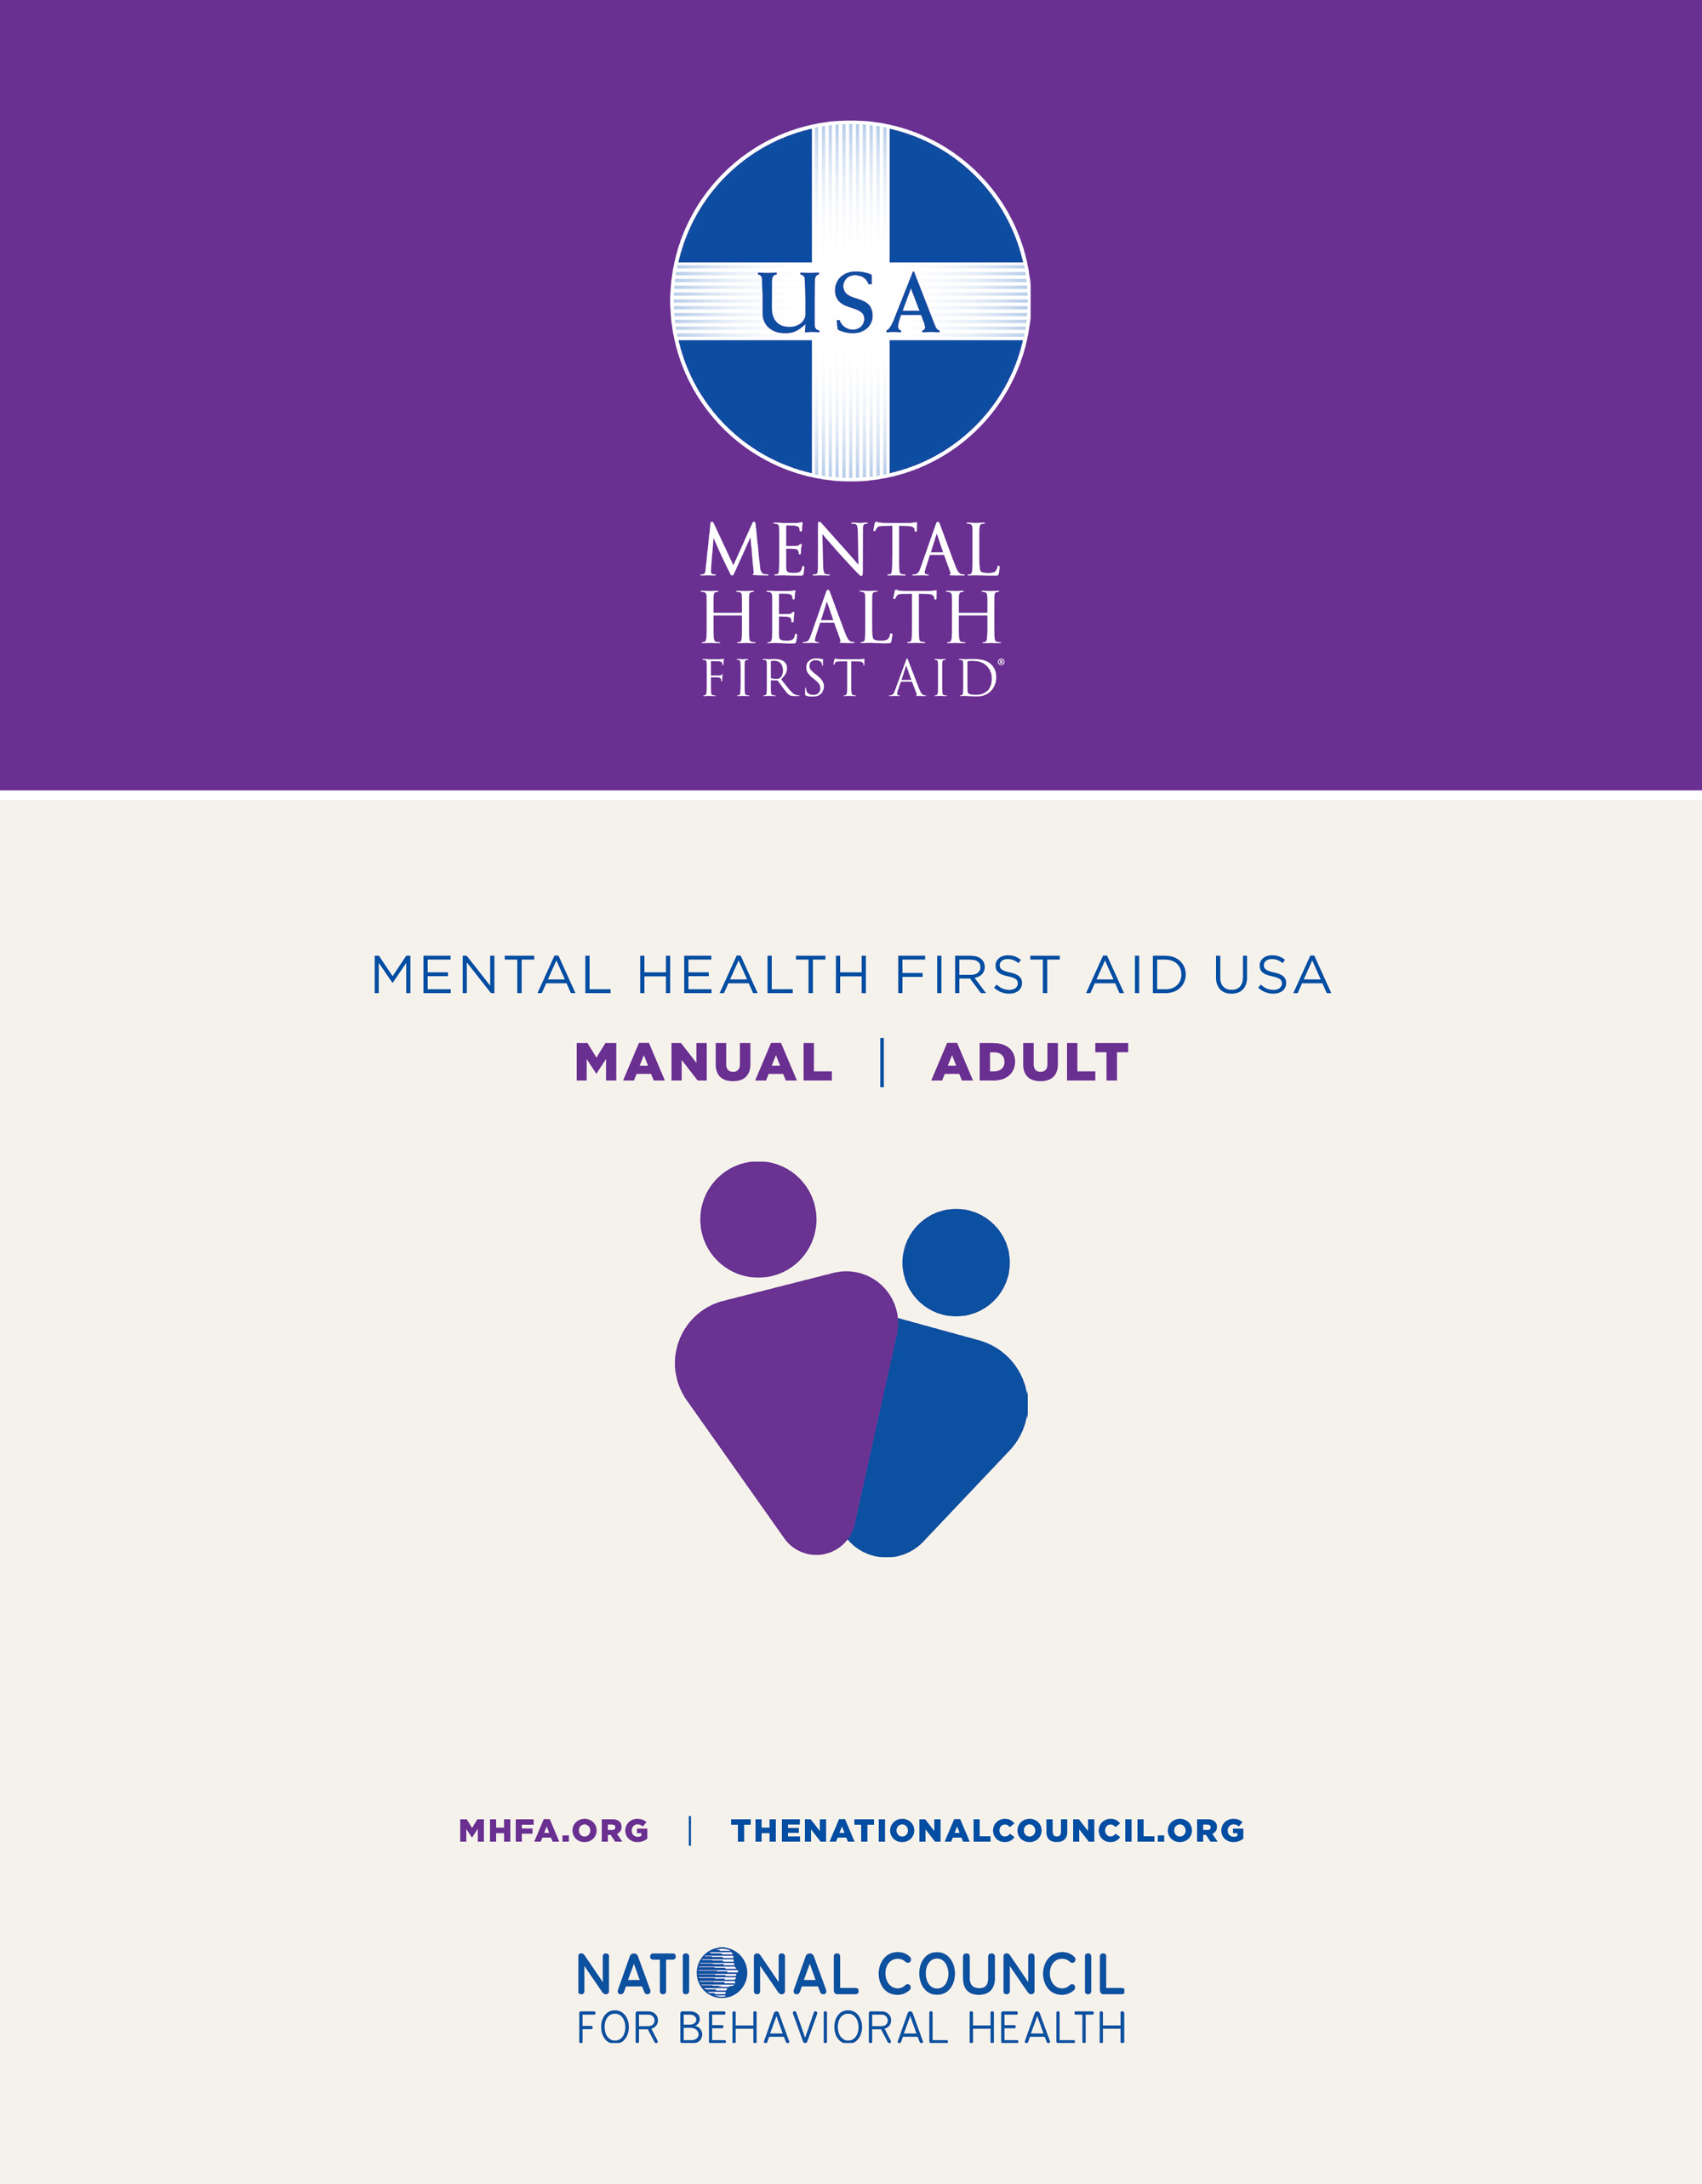 USA
MENTAL
HEALTH
FIRST AID®
MENTAL HEALTH FIRST AID USA
MANUAL | ADULT
MHFA.ORG | THENATIONALCOUNCIL.ORG
NATIONAL COUNCIL
FOR BEHAVIORAL HEALTH